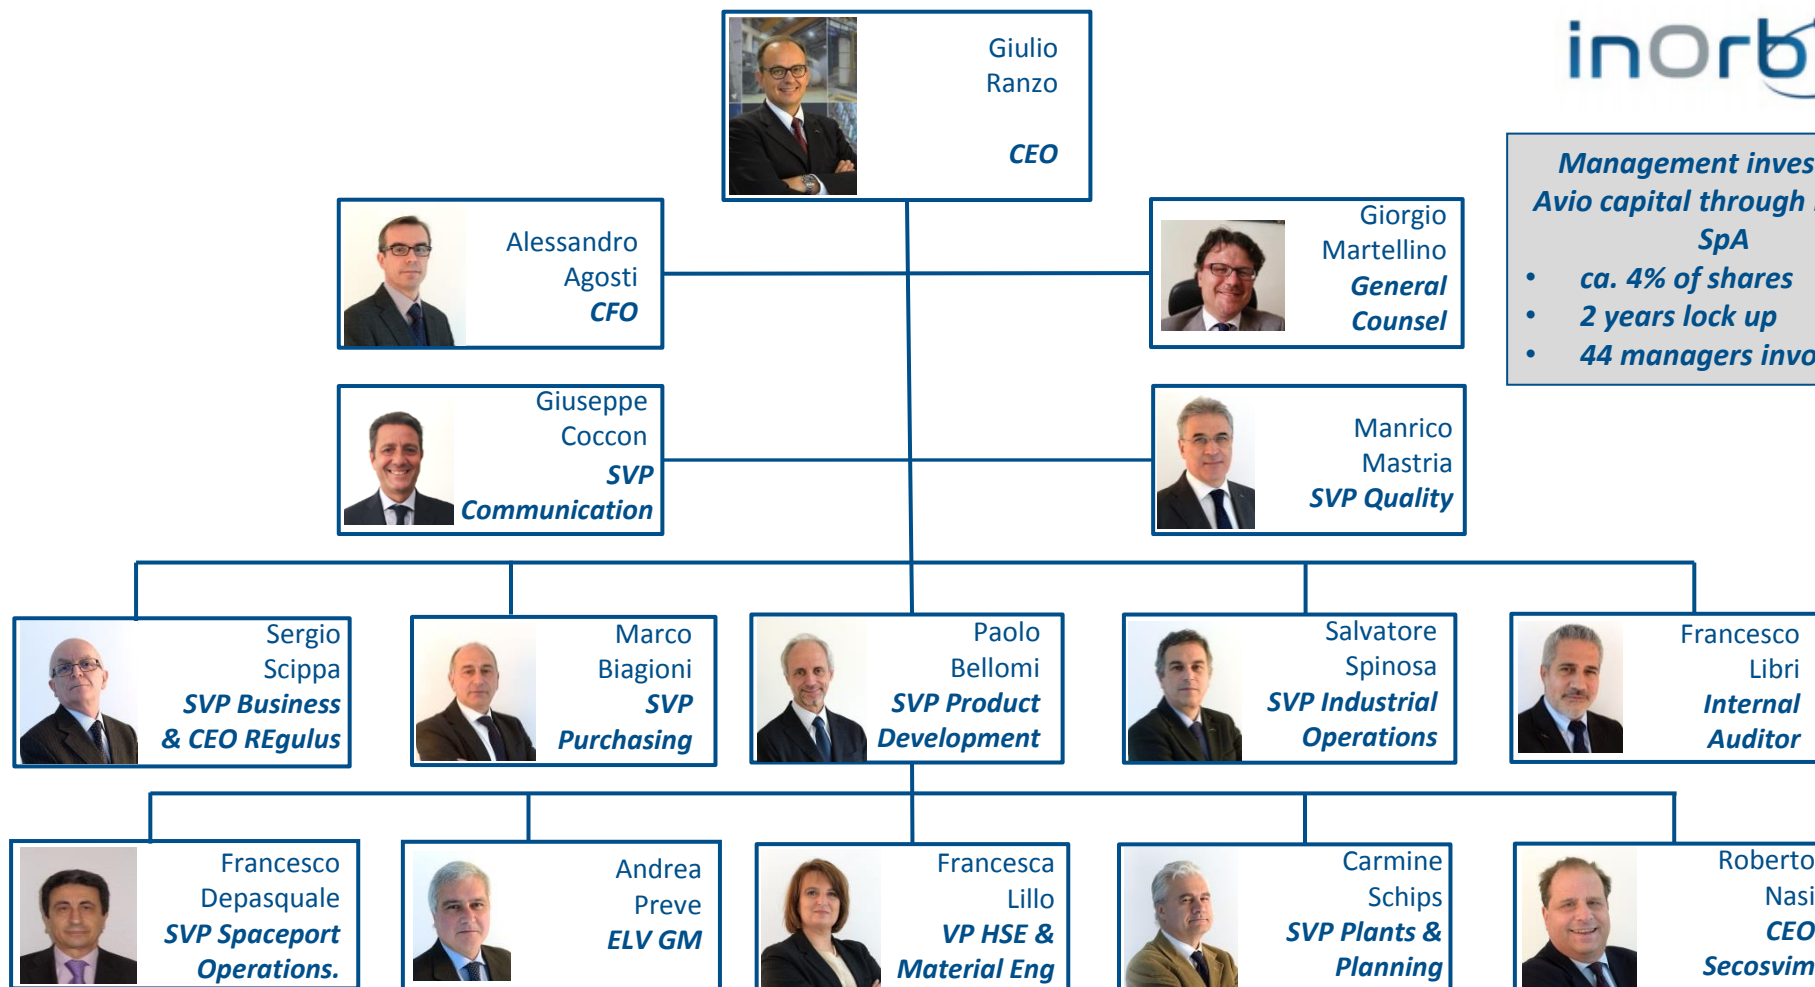 inOrb
Giulio
Ranzo
CEO
Management
Avio capital through
SpA
• ca. 4% of shares
• 2 years lock up
• 44 managers
Alessandro
Agosti
CFO
Giorgio
Martellino
General
Counsel
Giuseppe
Coccon
SVP
Communication
Manrico
Mastria
SVP Quality
Sergio
Scippa
SVP Business
& CEO REgulus
Marco
Biagioni
SVP
Purchasing
Paolo
Bellomi
SVP Product
Development
Salvatore
Spinosa
SVP Industrial
Operations
Francesco
Libri
Internal
Auditor
Francesco
Depasquale
SVP Spaceport
Operations.
Andrea
Preve
ELV GM
Francesca
Lillo
VP HSE &
Material Eng
Carmine
Schips
SVP Plants &
Planning
Roberto
Nasi
CEO
Secosvim